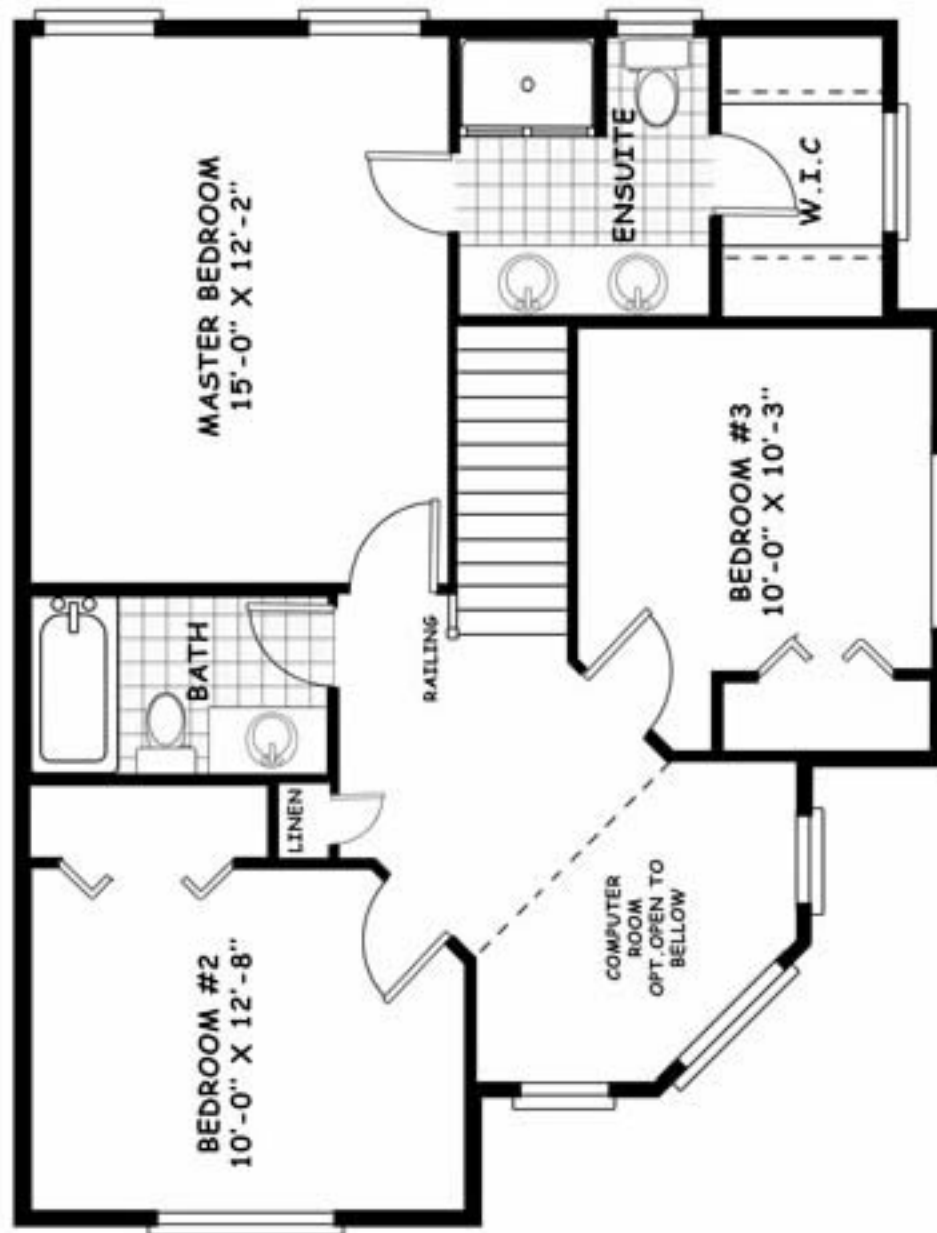 MASTER BEDROOM
15'-0" X 12'-2"
ENSUITE
W.I.C
BEDROOM #3
10'-0" X 10'-3"
RAILING
BATH
LINEN
COMPUTER
ROOM
OPT.OPEN TO
BELLOW
BEDROOM #2
10'-0" X 12'-8"